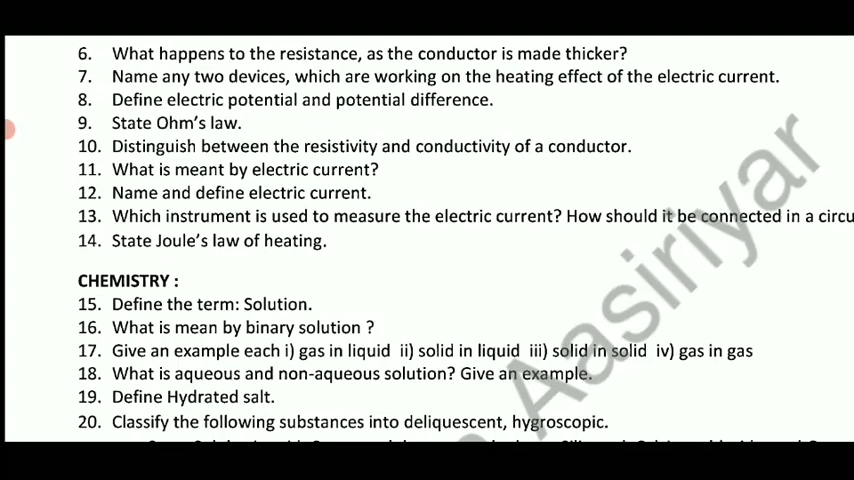 6. What happens to the resistance, as the conductor is made thicker?
7. Name any two devices, which are working on the heating effect of the electric current.
8. Define electric potential and potential difference.
9. State Ohm's law.
10. Distinguish between the resistivity and conductivity of a conductor.
11. What is meant by electric current?
12. Name and define electric current.
13. Which instrument is used to measure the electric current? How should it be connected in a circu
14. State Joule's law of heating.
CHEMISTRY :
15. Define the term: Solution.
16. What is mean by binary solution ?
17. Give an example each i) gas in liquid ii) solid in liquid iii) solid in solid iv) gas in gas
18. What is aqueous and non-aqueous solution? Give an example.
19. Define Hydrated salt.
20. Classify the following substances into deliquescent, hygroscopic.
Aasiriyar